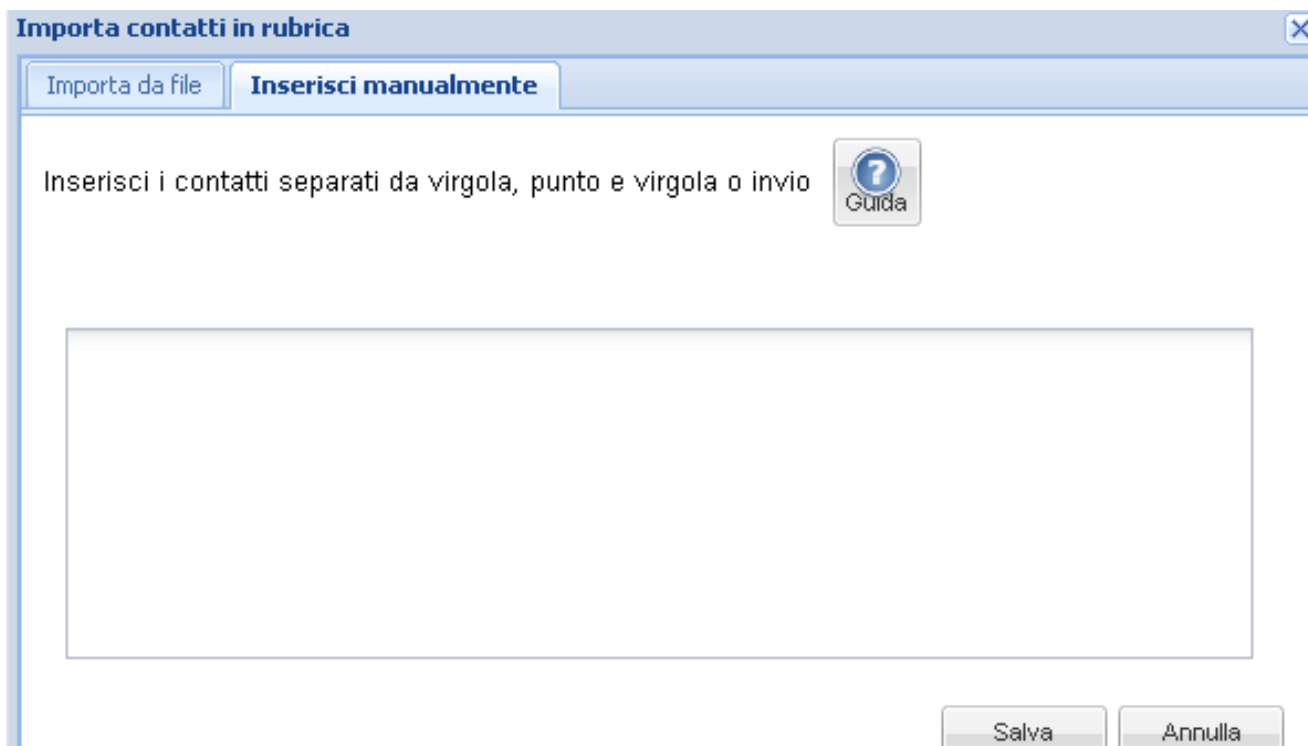 Importa contatti in rubrica
Importa da file
Inserisci manualmente
Inserisci i contatti separati da virgola, punto e virgola o invio
?
Guida
Salva
Annulla